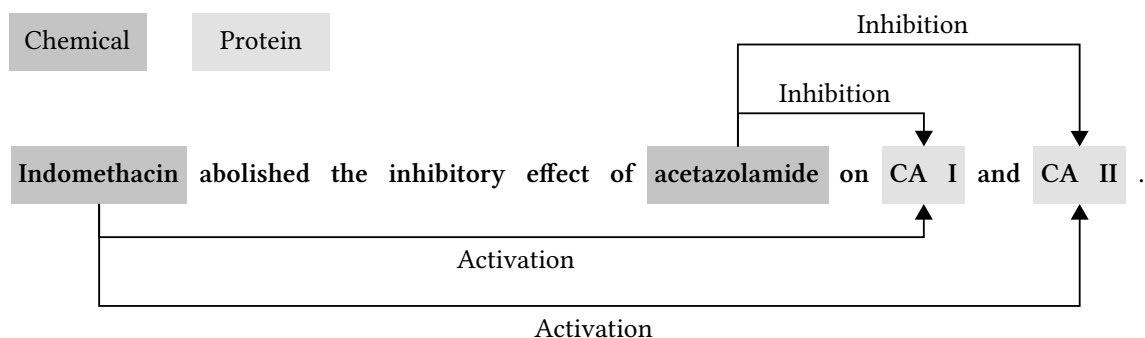 Chemical Protein
Inhibition
Inhibition
Indomethacin abolished the inhibitory effect of acetazolamide on CA I and CA II .
Activation
Activation